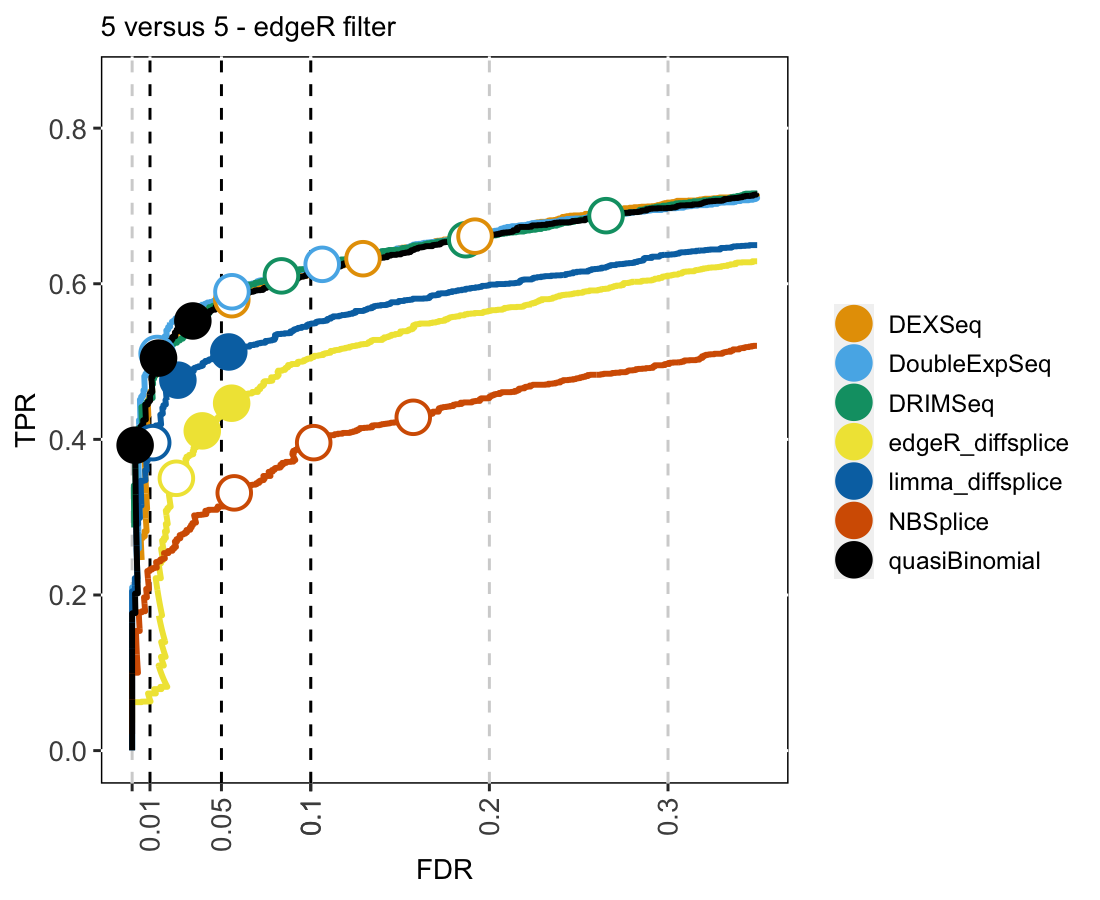 5 versus 5 - edgeR filter
TPR
0.8
0.6
0.4
0.2
0.0
0.01
0.05
0.1
0.2
0.3
FDR
DEXSeq
DoubleExpSeq
DRIMSeq
edgeR_diffsplice
limma_diffsplice
NBSplice
quasiBinomial